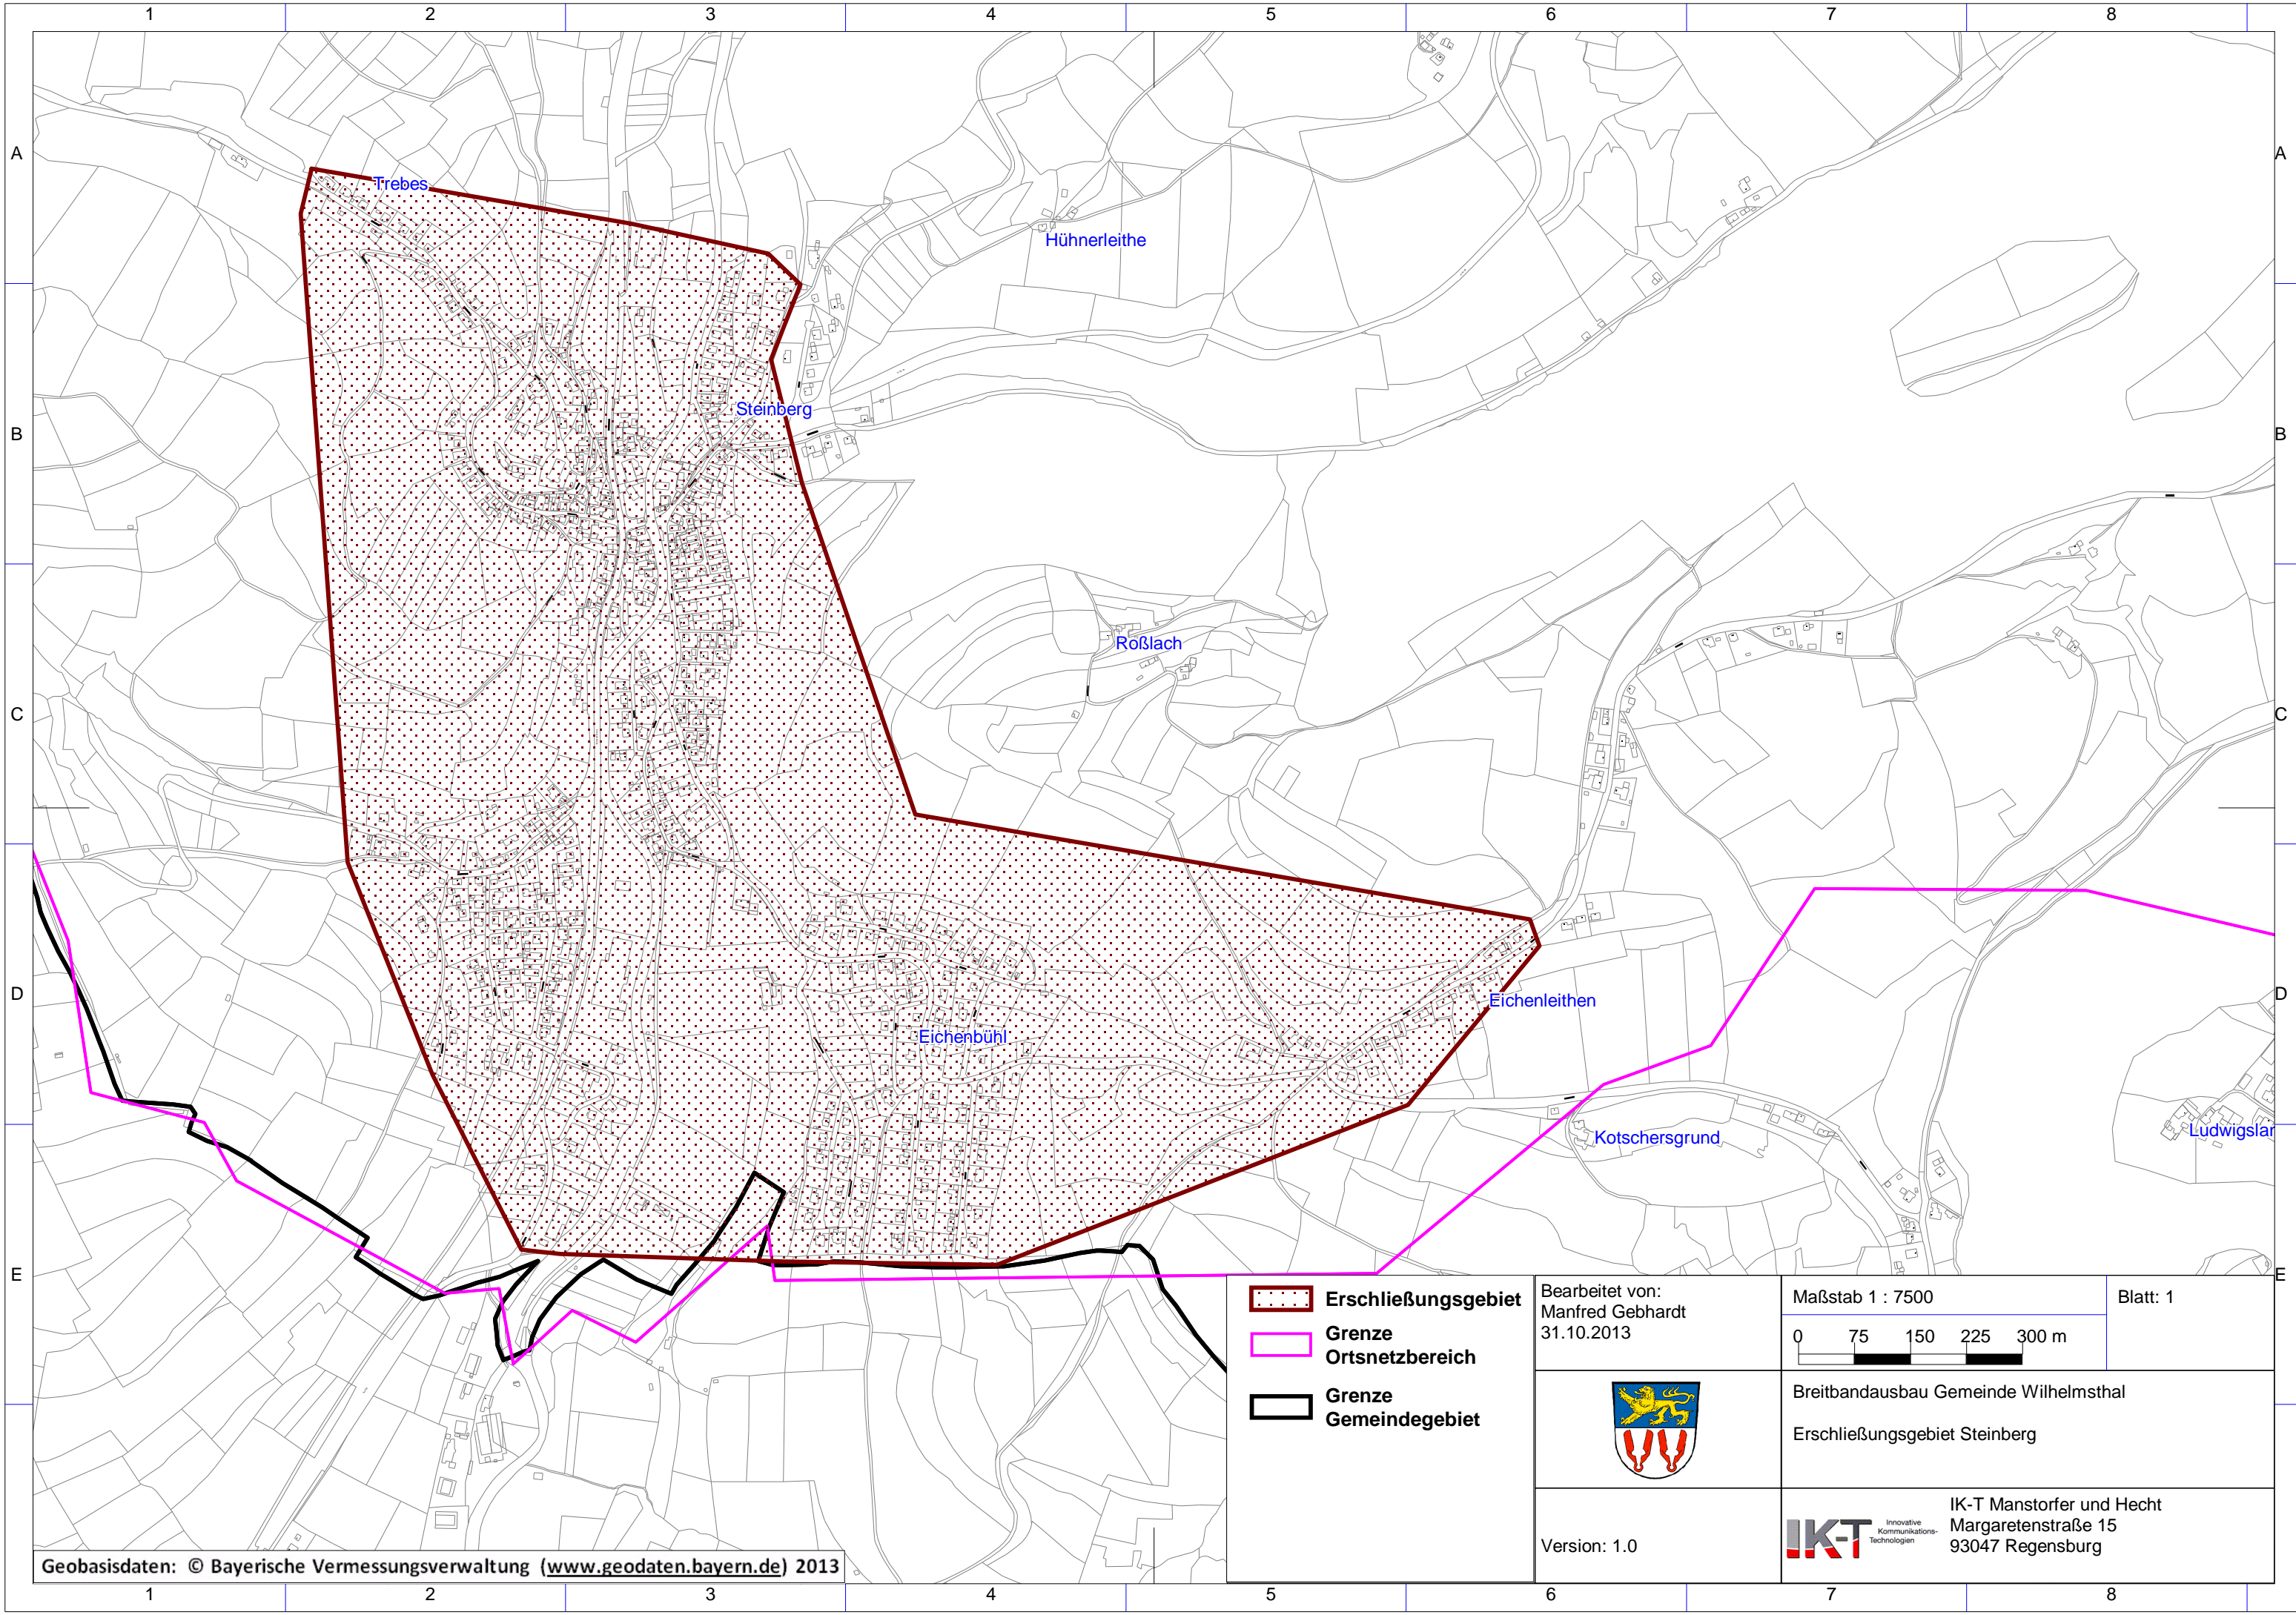 1 2 3 4 5 6 7 8
A A
Trebes
Hühnerleithe
Steinberg
B B
Roßlach
C C
D D
Eichenleithen
Eichenbühl
Kotschersgrund
Ludwigslar
E E
Erschließungsgebiet
Grenze
Ortsnetzbereich
Grenze
Gemeindegebiet
Bearbeitet von:
Manfred Gebhardt
31.10.2013
Maßstab 1 : 7500
Blatt: 1
0 75 150 225 300 m
Breitbandausbau Gemeinde Wilhelmsthal
Erschließungsgebiet Steinberg
Version: 1.0
IK-T
Innovative
Kommunikations-
Technologien
IK-T Manstorfer und Hecht
Margaretenstraße 15
93047 Regensburg
Geobasisdaten: © Bayerische Vermessungsverwaltung (www.geodaten.bayern.de) 2013
1 2 3 4 5 6 7 8